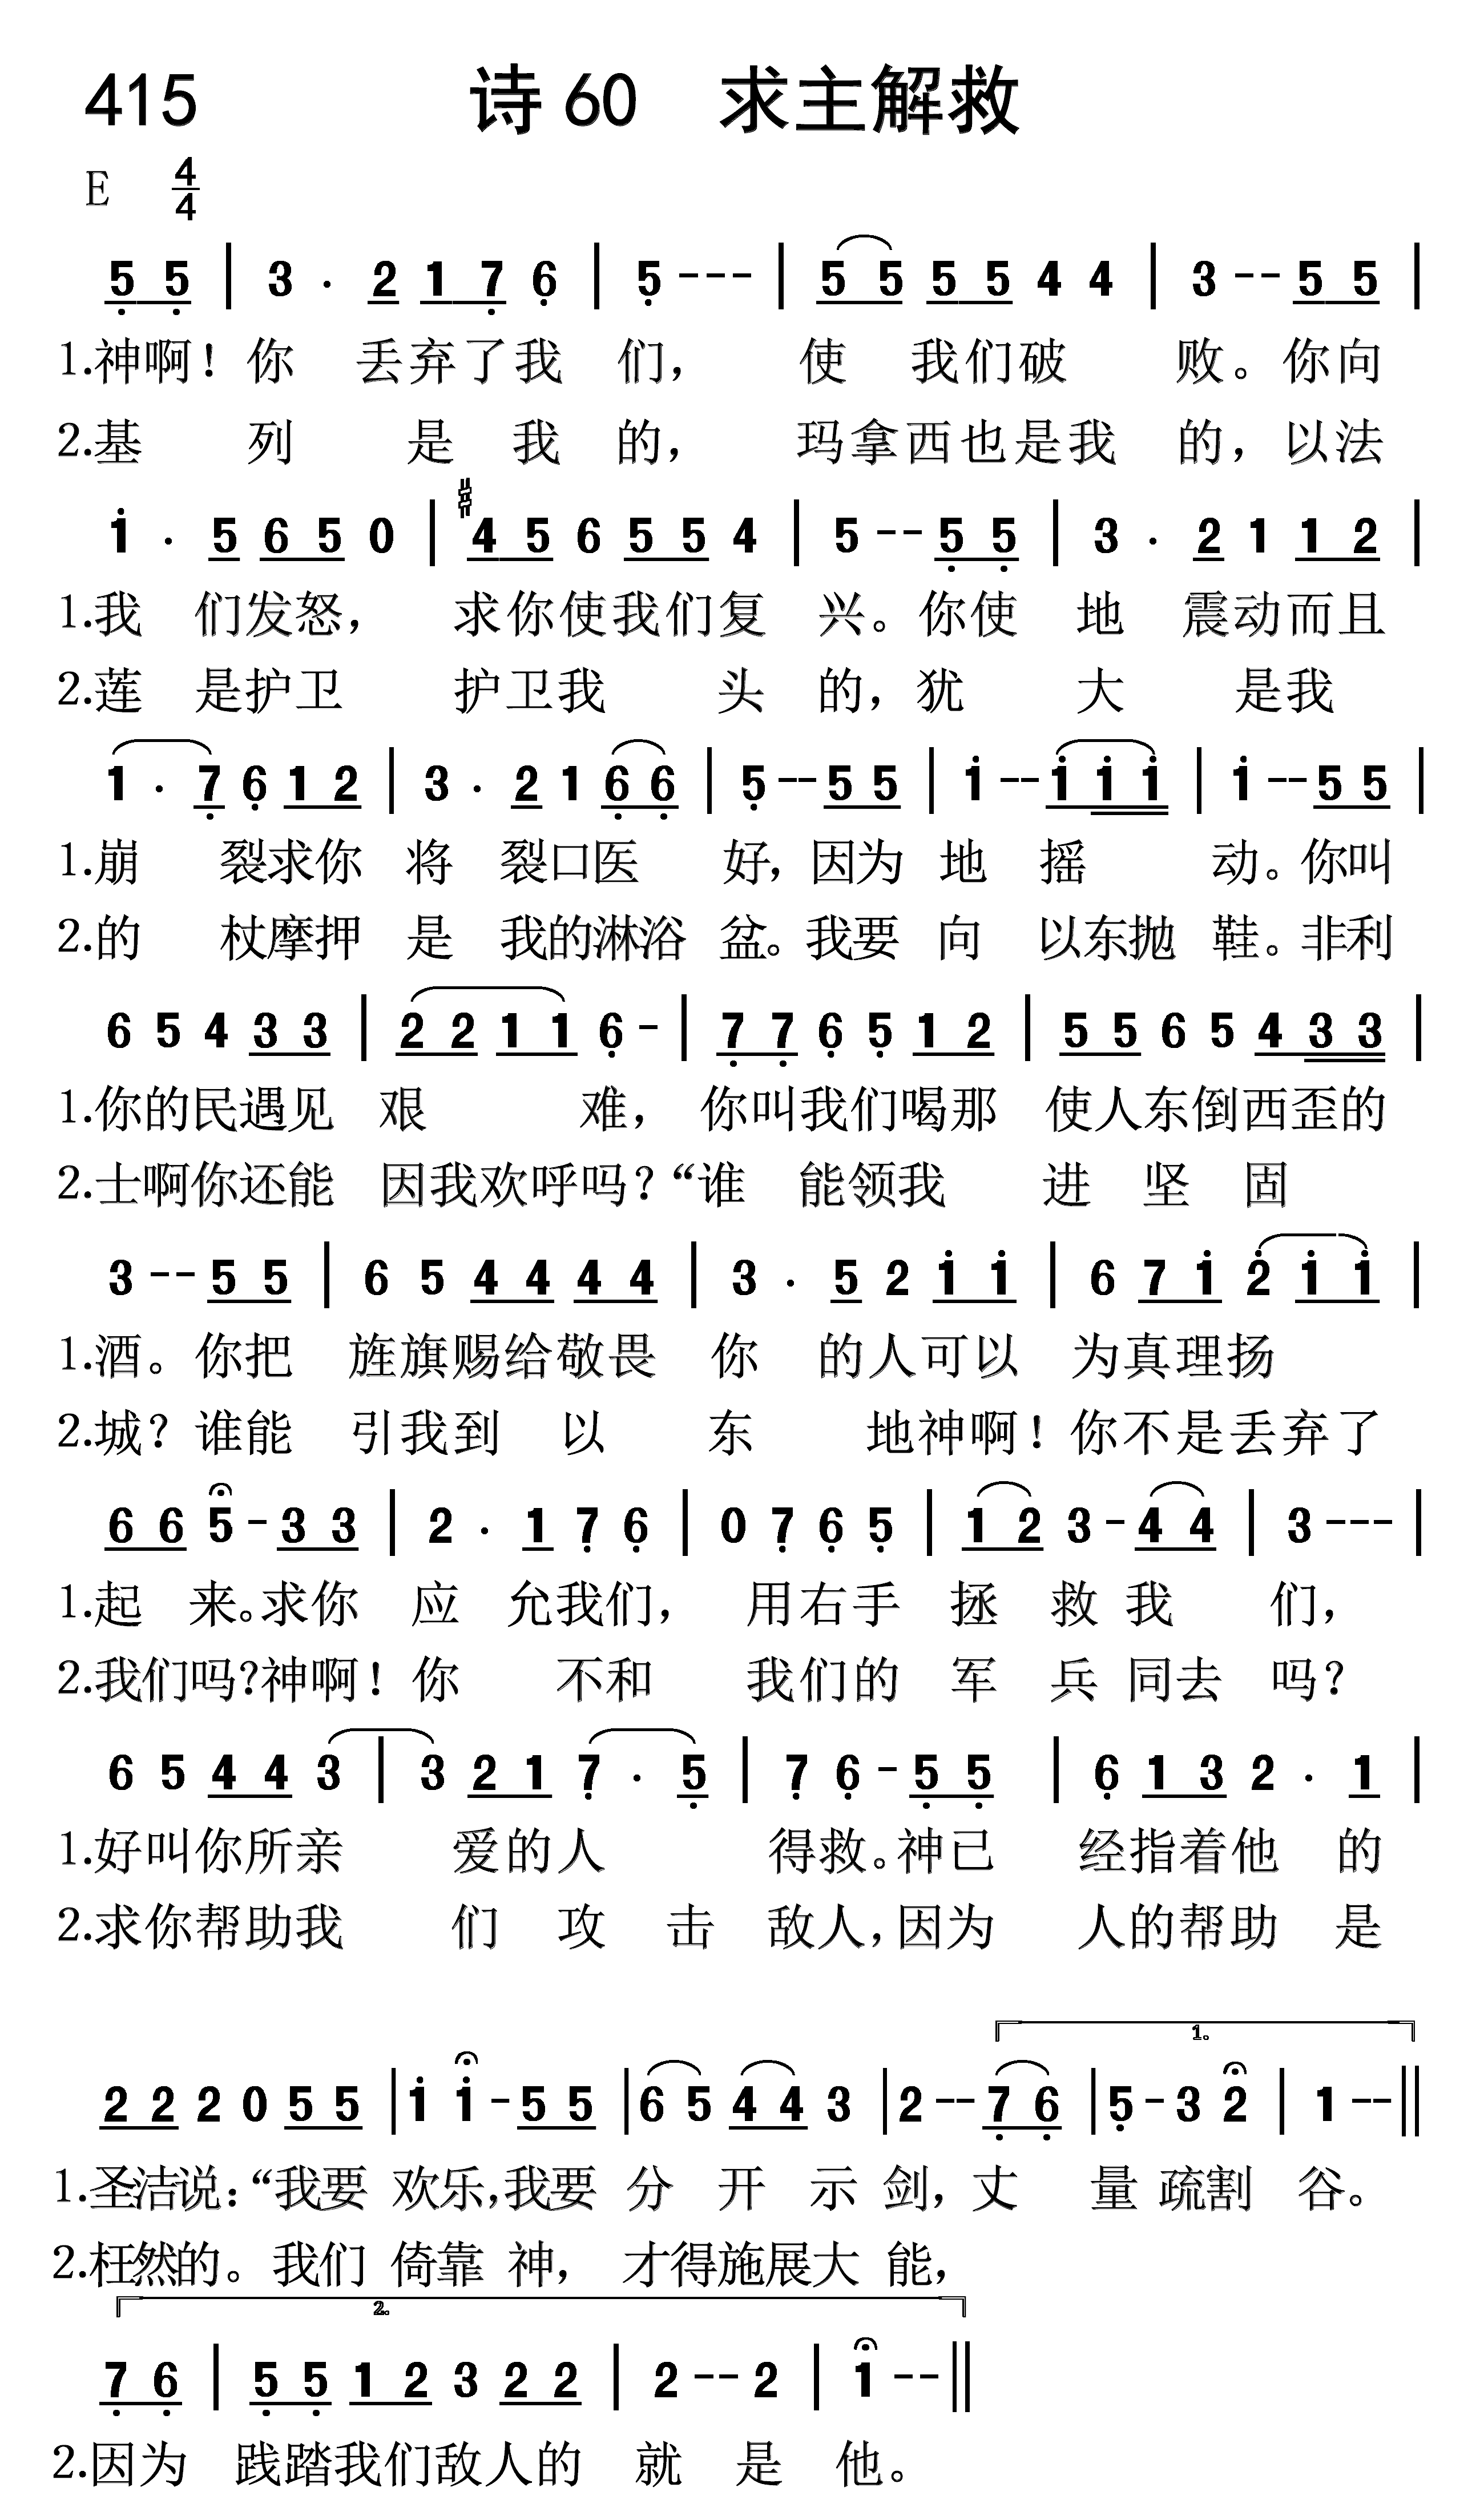 415 诗60 求主解救
E 4/4
5 5 | 3 · 2 1 7 6 | 5 - - - | 5 5 5 5 4 4 | 3 - - 5 5 |
1.神啊！你 丢弃了我 们， 使 我们破 败。你向
2.基 列 是 我 的， 玛拿西也是我 的，以法
1 · 5 6 5 0 | #4 5 6 5 5 4 | 5 - - 5 5 | 3 · 2 1 1 2 |
1.我 们发怒， 求你使我们复 兴。你使 地 震动而且
2.莲 是护卫 护卫我 头 的，犹 大 是我
1 · 7 6 1 2 | 3 · 2 1 6 6 | 5 - - 5 5 | 1 - - 1 1 1 | 1 - - 5 5 |
1.崩 裂求你 将 裂口医 好，因为 地 摇 动。你叫
2.的 杖摩押 是 我的淋浴 盆。我要 向 以东抛 鞋。非利
6 5 4 3 3 | 2 2 1 1 6 - | 7 7 6 5 1 2 | 5 5 6 5 4 3 3 |
1.你的民遇见 艰 难， 你叫我们喝那 使人东倒西歪的
2.士啊你还能 因我欢呼吗？“谁 能领我 进 坚 固
3 - - 5 5 | 6 5 4 4 4 4 | 3 · 5 2 1 1 | 6 7 1 2 1 1 |
1.酒。你把 旌旗赐给敬畏 你 的人可以 为真理扬
2.城？谁能 引我到 以 东 地神啊！你不是丢弃了
6 6 5 - 3 3 | 2 · 1 7 6 | 0 7 6 5 | 1 2 3 - 4 4 | 3 - - - |
1.起 来。求你 应 允我们， 用右手 拯 救 我 们，
2.我们吗？神啊！你 不和 我们的 军 兵 同去 吗？
6 5 4 4 3 | 3 2 1 7 · 5 | 7 6 - 5 5 | 6 1 3 2 · 1 |
1.好叫你所亲 爱的人 得救。神已 经指着他 的
2.求你帮助我 们 攻 击 敌人，因为 人的帮助 是
1.
2 2 2 0 5 5 | 1 1 - 5 5 | 6 5 4 4 3 | 2 - - 7 6 | 5 - 3 2 | 1 - - ||
1.圣洁说：“我要 欢乐，我要 分 开 示 剑，丈 量 疏割 谷。
2.枉然的。我们 倚靠 神， 才得施展大 能，
2.
7 6 | 5 5 1 2 3 2 2 | 2 - - 2 | 1 - - ||
2.因为 践踏我们敌人的 就 是 他。